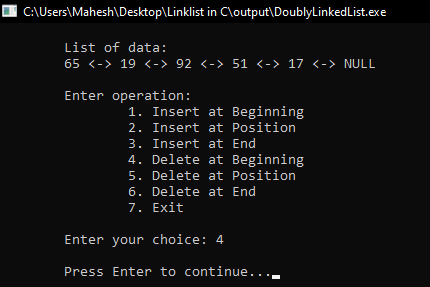 C:\Users\Mahesh\Desktop\Linklist in C\output\DoublyLinkedList.exe
List of data:
65 <-> 19 <-> 92 <-> 51 <-> 17 <-> NULL
Enter operation:
1. Insert at Beginning
2. Insert at Position
3. Insert at End
4. Delete at Beginning
5. Delete at Position
6. Delete at End
7. Exit
Enter your choice: 4
Press Enter to continue...